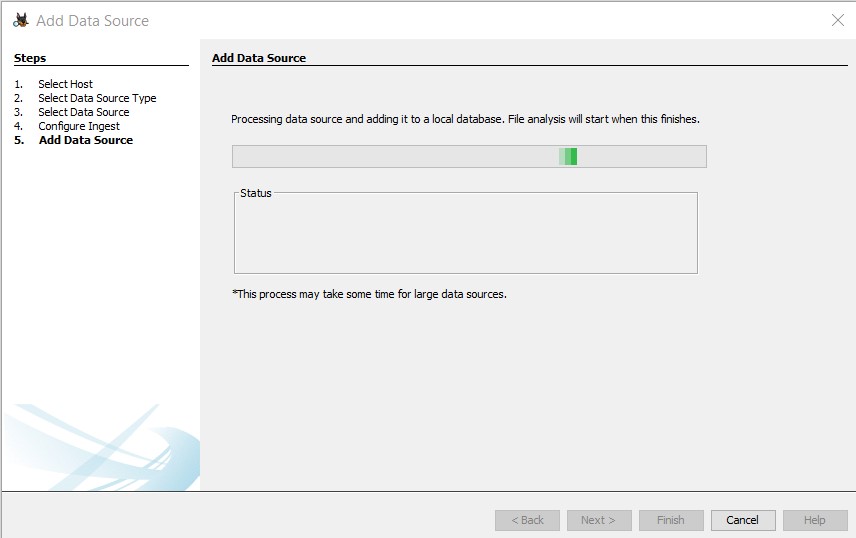 Add Data Source
Steps
1. Select Host
2. Select Data Source Type
3. Select Data Source
4. Configure Ingest
5. Add Data Source
Add Data Source
Processing data source and adding it to a local database. File analysis will start when this finishes.
Status
*This process may take some time for large data sources.
< Back Next > Finish Cancel Help